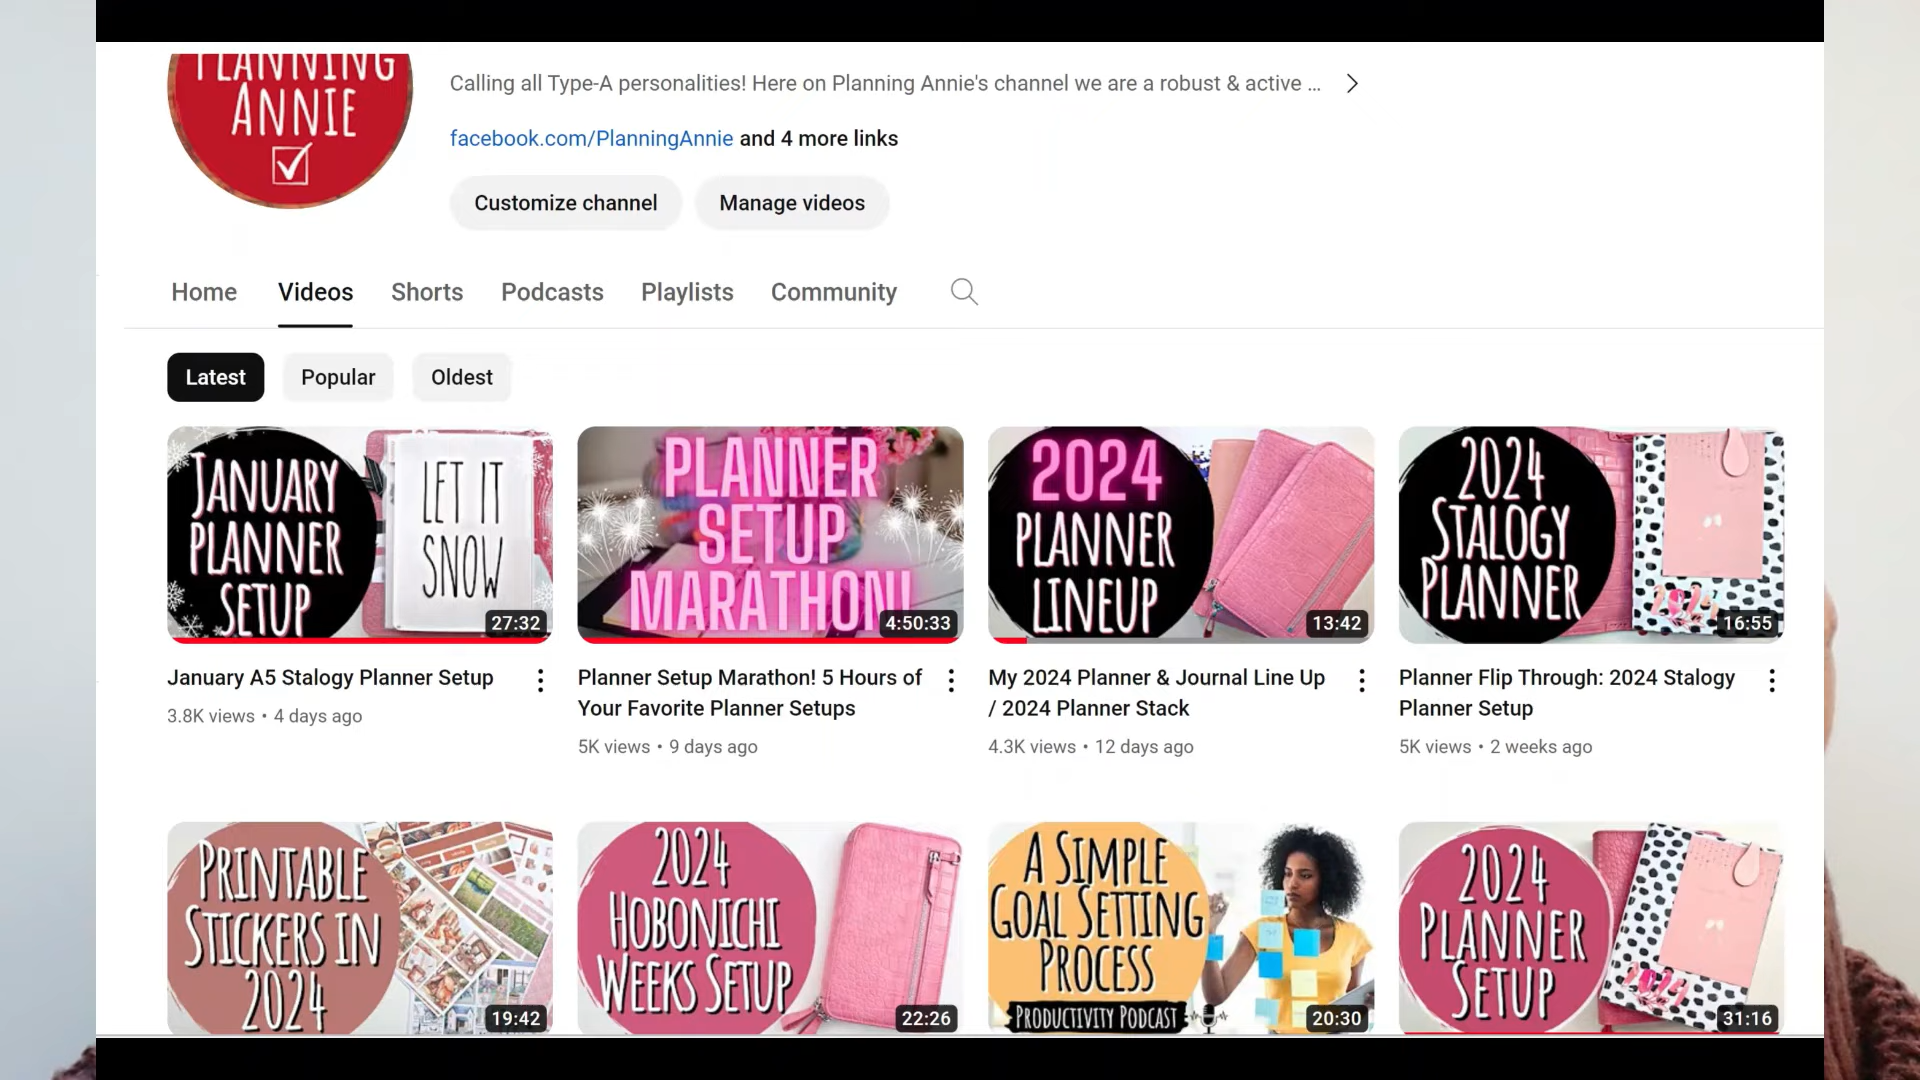 PLANNING
ANNIE
Calling all Type-A personalities! Here on Planning Annie's channel we are a robust & active ...
facebook.com/PlanningAnnie and 4 more links
Customize channel
Manage videos
Home
Videos
Shorts
Podcasts
Playlists
Community
Latest
Popular
Oldest
JANUARY
PLANNER
SETUP
LET IT
SNOW
27:32
PLANNER
SETUP
MARATHON!
4:50:33
2024
PLANNER
LINEUP
13:42
2024
STALOGY
PLANNER
2024
16:55
January A5 Stalogy Planner Setup
3.8K views • 4 days ago
Planner Setup Marathon! 5 Hours of
Your Favorite Planner Setups
5K views • 9 days ago
My 2024 Planner & Journal Line Up
/ 2024 Planner Stack
4.3K views • 12 days ago
Planner Flip Through: 2024 Stalogy
Planner Setup
5K views • 2 weeks ago
PRINTABLE
STICKERS IN
2024
19:42
2024
HOBONICHI
WEEKS SETUP
22:26
A SIMPLE
GOAL SETTING
PROCESS
PRODUCTIVITY PODCAST
20:30
2024
PLANNER
SETUP
2024
31:16